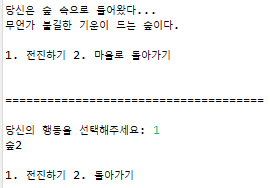 당신은 숲 속으로 들어왔다...
무언가 불길한 기운이 드는 숲이다.
1. 전진하기 2. 마을로 돌아가기
=====================================
당신의 행동을 선택해주세요: 1
숲2
1. 전진하기 2. 돌아가기